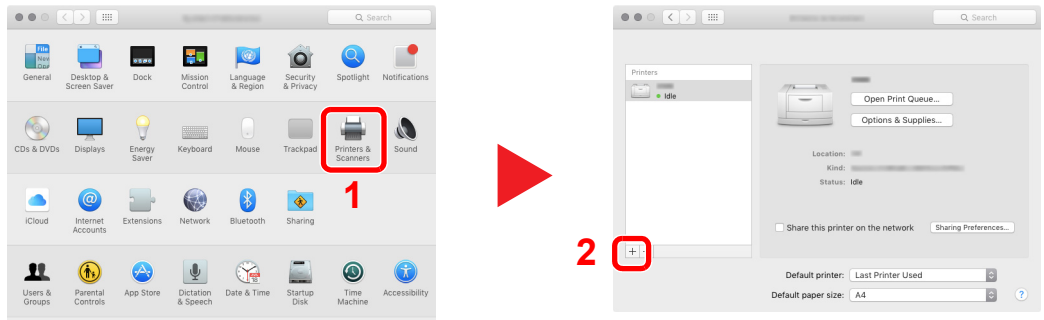 Search
File
Nav
General
Desktop &
Screen Saver
Dock
Mission
Control
Language
& Region
Security
& Privacy
Spotlight
Notifications
CDs & DVDs
Displays
Energy
Saver
Keyboard
Mouse
Trackpad
Printers &
Scanners
Sound
1
iCloud
Internet
Accounts
Extensions
Network
Bluetooth
Sharing
Users &
Groups
Parental
Controls
App Store
Dictation
& Speech
18
Date & Time
Startup
Disk
Time
Machine
Accessibility
Search
Printers
Idle
Open Print Queue...
Options & Supplies...
Location:
Kind:
Status: Idle
Share this printer on the network
Sharing Preferences...
2
+ -
Default printer: Last Printer Used
Default paper size: A4
?